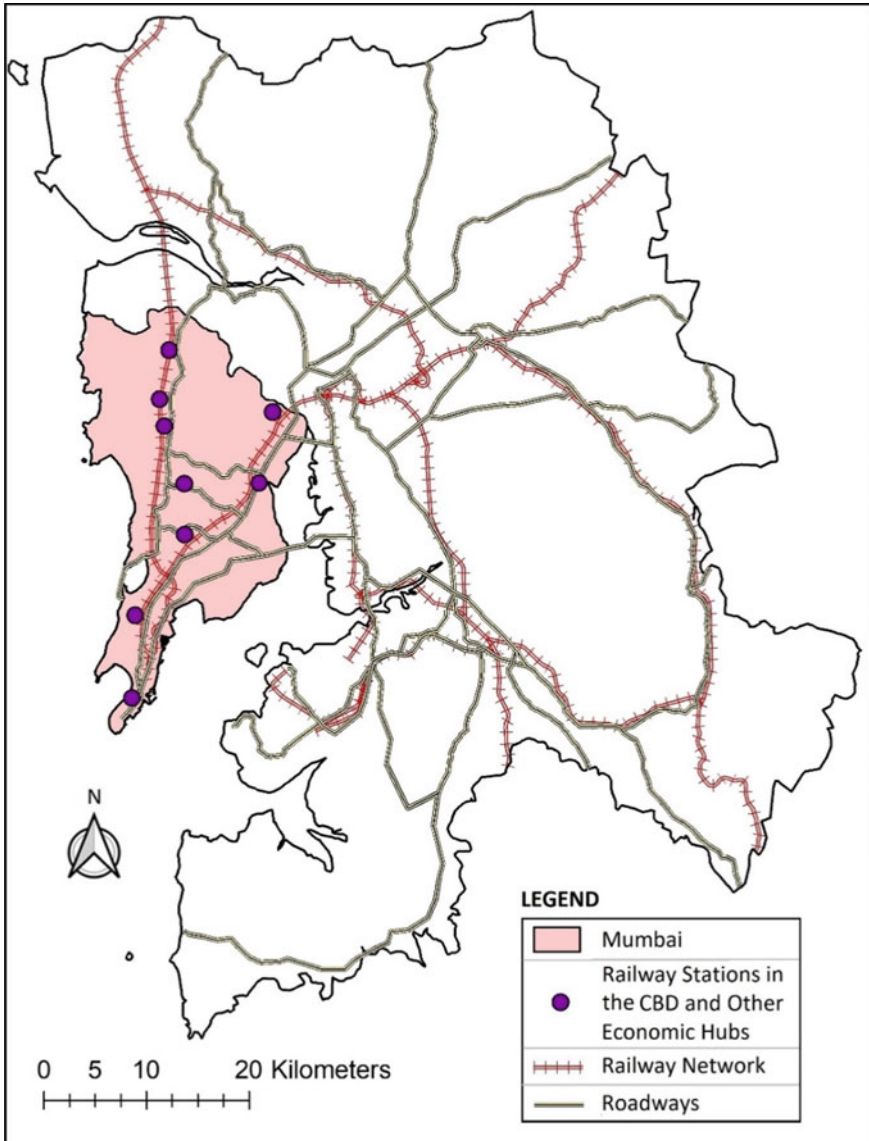 N
LEGEND
Mumbai
Railway Stations in
the CBD and Other
Economic Hubs
Railway Network
Roadways
0 5 10 20 Kilometers